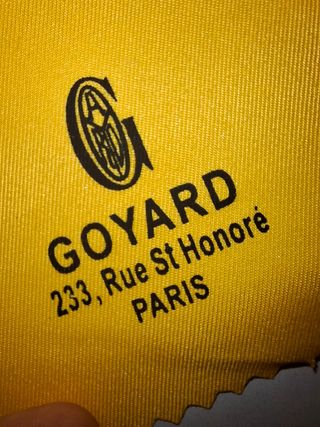 GOYARD
233, Rue St Honoré
PARIS